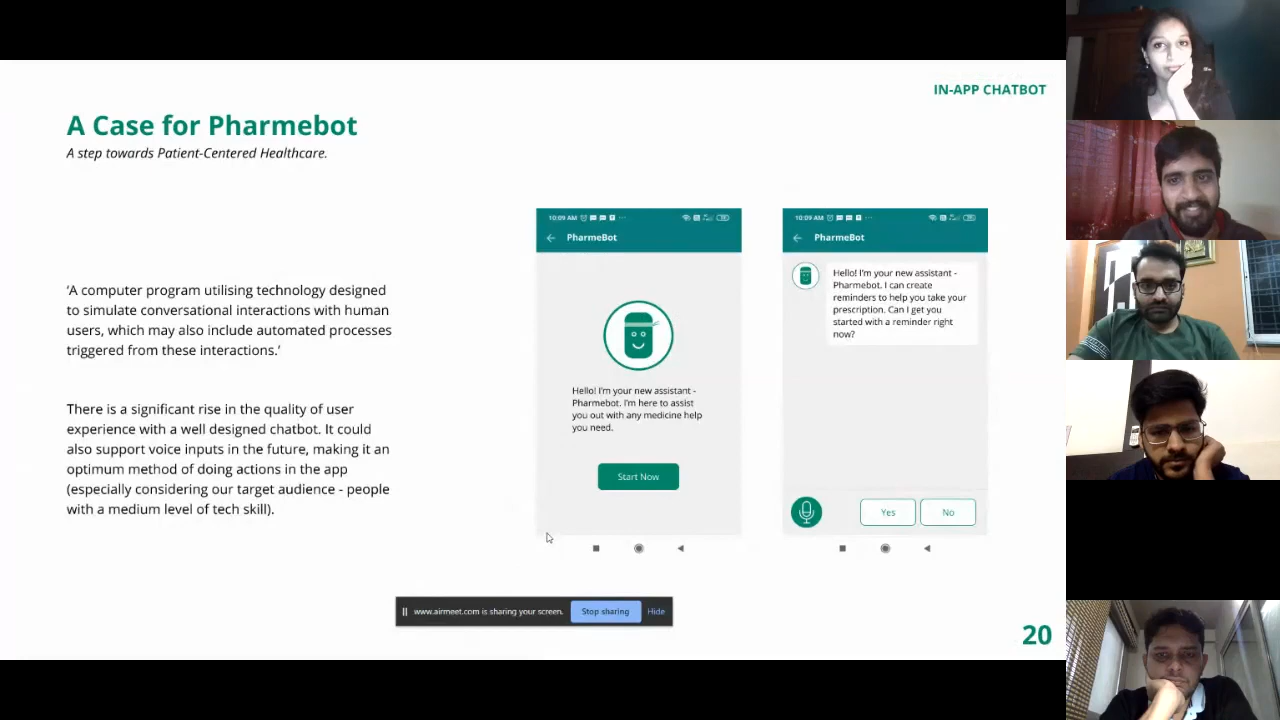 IN-APP CHATBOT
A Case for Pharmebot
A step towards Patient-Centered Healthcare.
‘A computer program utilising technology designed
to simulate conversational interactions with human
users, which may also include automated processes
triggered from these interactions.’
There is a significant rise in the quality of user
experience with a well designed chatbot. It could
also support voice inputs in the future, making it an
optimum method of doing actions in the app
(especially considering our target audience - people
with a medium level of tech skill).
10:09 AM
PharmeBot
Hello! I'm your new assistant -
Pharmebot. I'm here to assist
you out with any medicine help
you need.
Start Now
10:09 AM
PharmeBot
Hello! I'm your new assistant -
Pharmebot. I can create
reminders to help you take your
prescription. Can I get you
started with a reminder right
now?
Yes
No
www.airmeet.com is sharing your screen.
Stop sharing
Hide
20